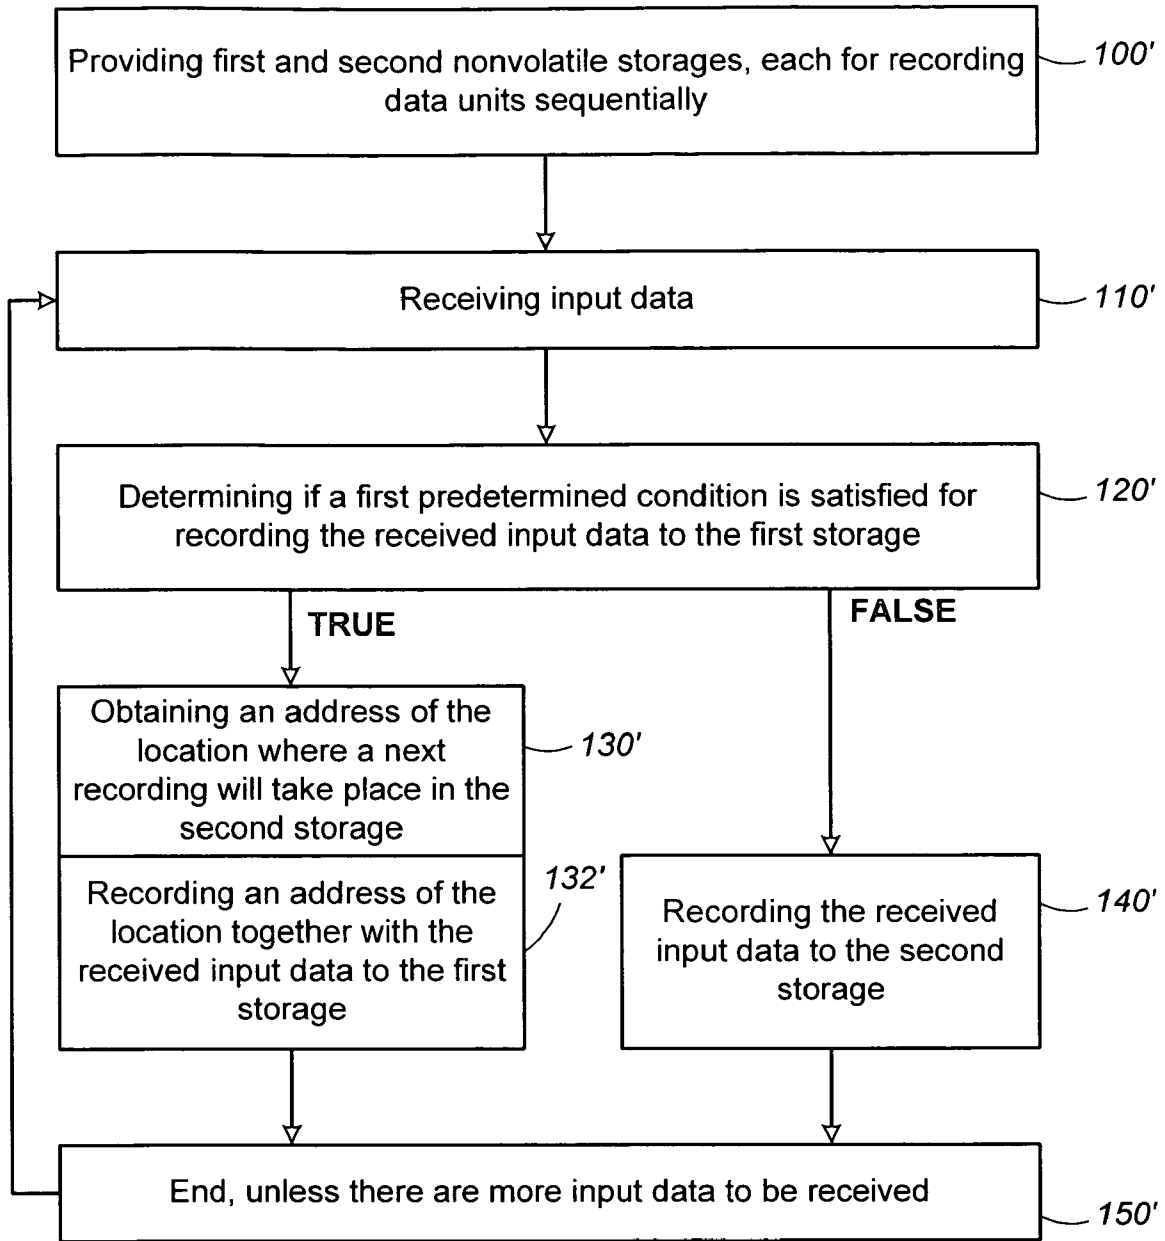 Providing first and second nonvolatile storages, each for recording
data units sequentially
100'
Receiving input data
110'
Determining if a first predetermined condition is satisfied for
recording the received input data to the first storage
120'
TRUE
FALSE
Obtaining an address of the
location where a next
recording will take place in the
second storage
130'
Recording an address of the
location together with the
received input data to the first
storage
132'
Recording the received
input data to the second
storage
140'
End, unless there are more input data to be received
150'